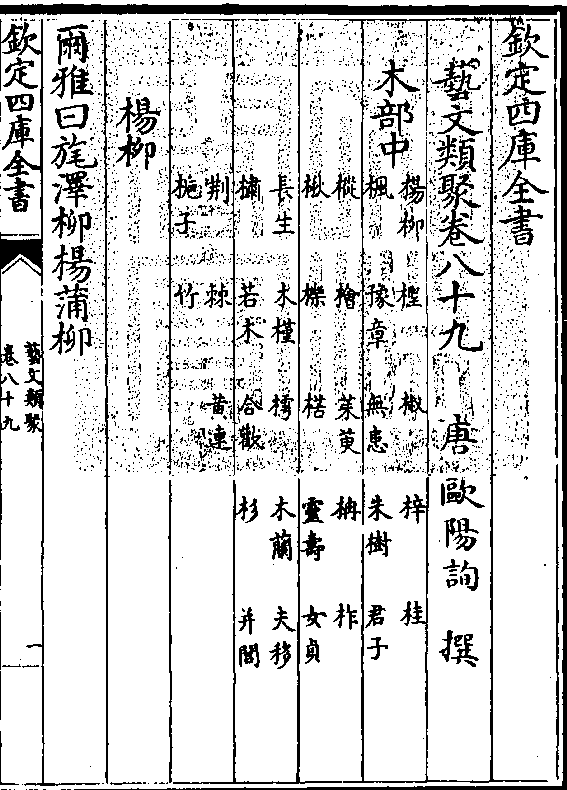 欽定四庫全書
藝文類聚卷八十九 唐 歐陽詢 撰
木部中
楊柳 檉 椒 梓 桂
楓 豫章 無患 朱樹 君子
樅 檜 茱萸 枏 柞
楸 櫟 楛 靈壽 女貞
長生 木槿 樗 木蘭 夫移
橚 若木 合歡 杉 并閭
荆 棘 黃連
梔子 竹
楊柳
爾雅曰旄澤柳楊蒲柳
欽定四庫全書
藝文類聚
卷八十九
一